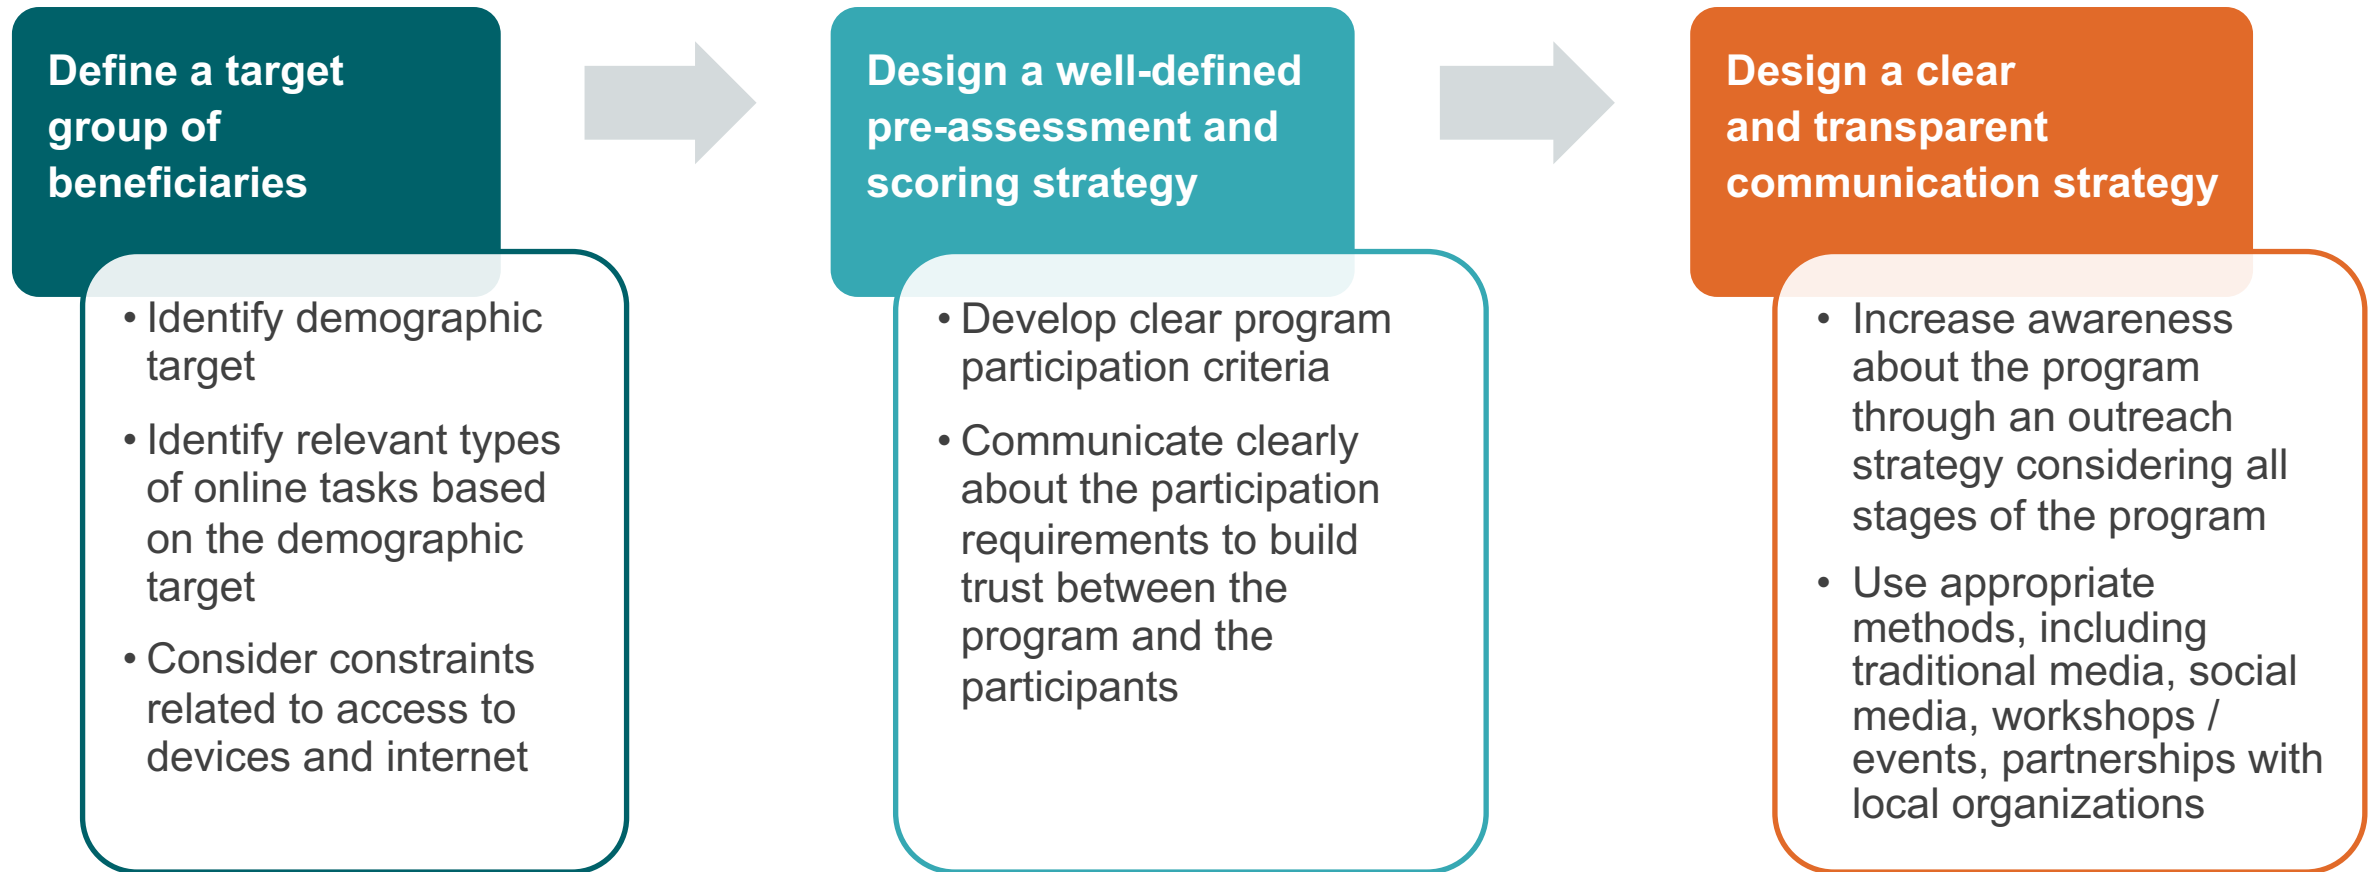 Define a target
group of
beneficiaries
• Identify demographic
target
• Identify relevant types
of online tasks based
on the demographic
target
• Consider constraints
related to access to
devices and internet
Design a well-defined
pre-assessment and
scoring strategy
• Develop clear program
participation criteria
• Communicate clearly
about the participation
requirements to build
trust between the
program and the
participants
Design a clear
and transparent
communication strategy
• Increase awareness
about the program
through an outreach
strategy considering all
stages of the program
• Use appropriate
methods, including
traditional media, social
media, workshops /
events, partnerships with
local organizations